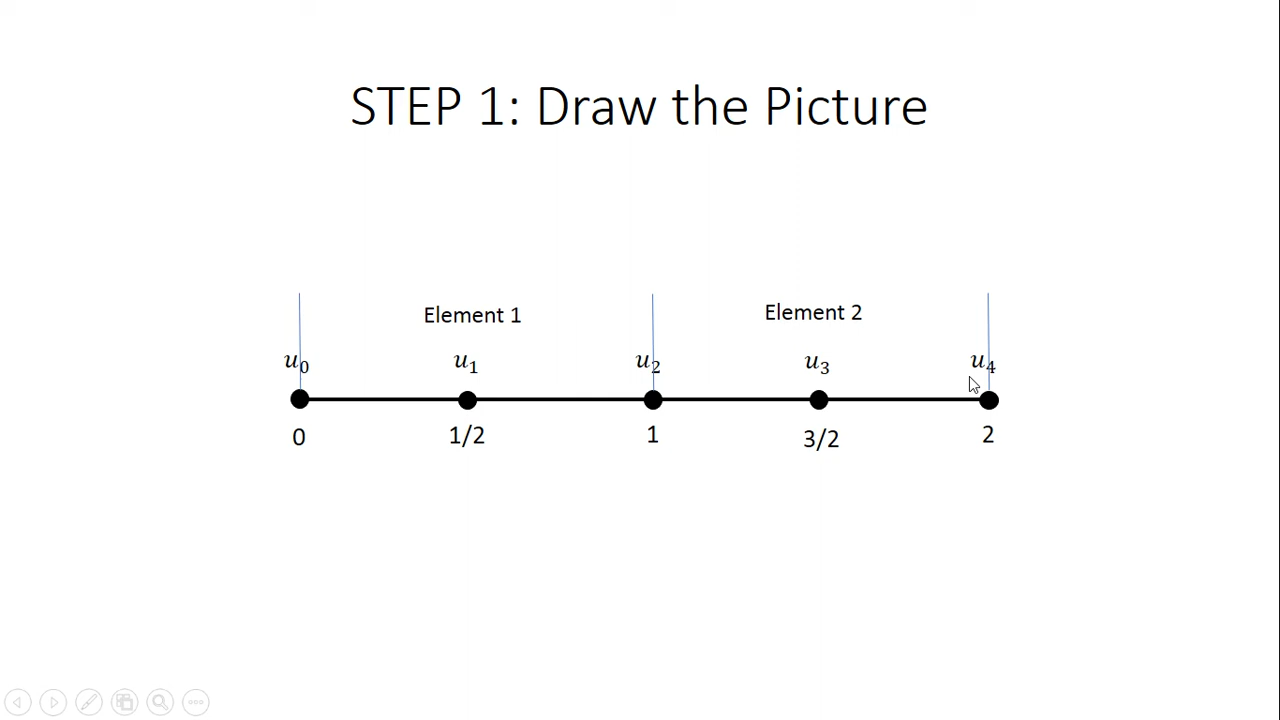 STEP 1: Draw the Picture
Element 1 Element 2
u₀ u₁ u₂ u₃ u₄
0 1/2 1 3/2 2